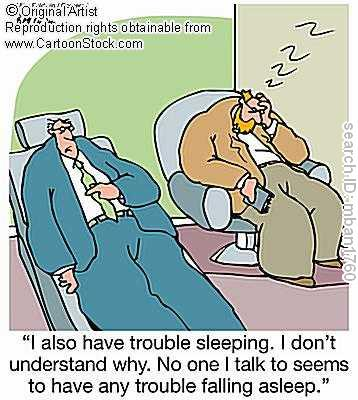 © Original Artist
Reproduction rights obtainable from
www.CartoonStock.com
Z Z Z Z
search ID: mban1760
"I also have trouble sleeping. I don't
understand why. No one I talk to seems
to have any trouble falling asleep."